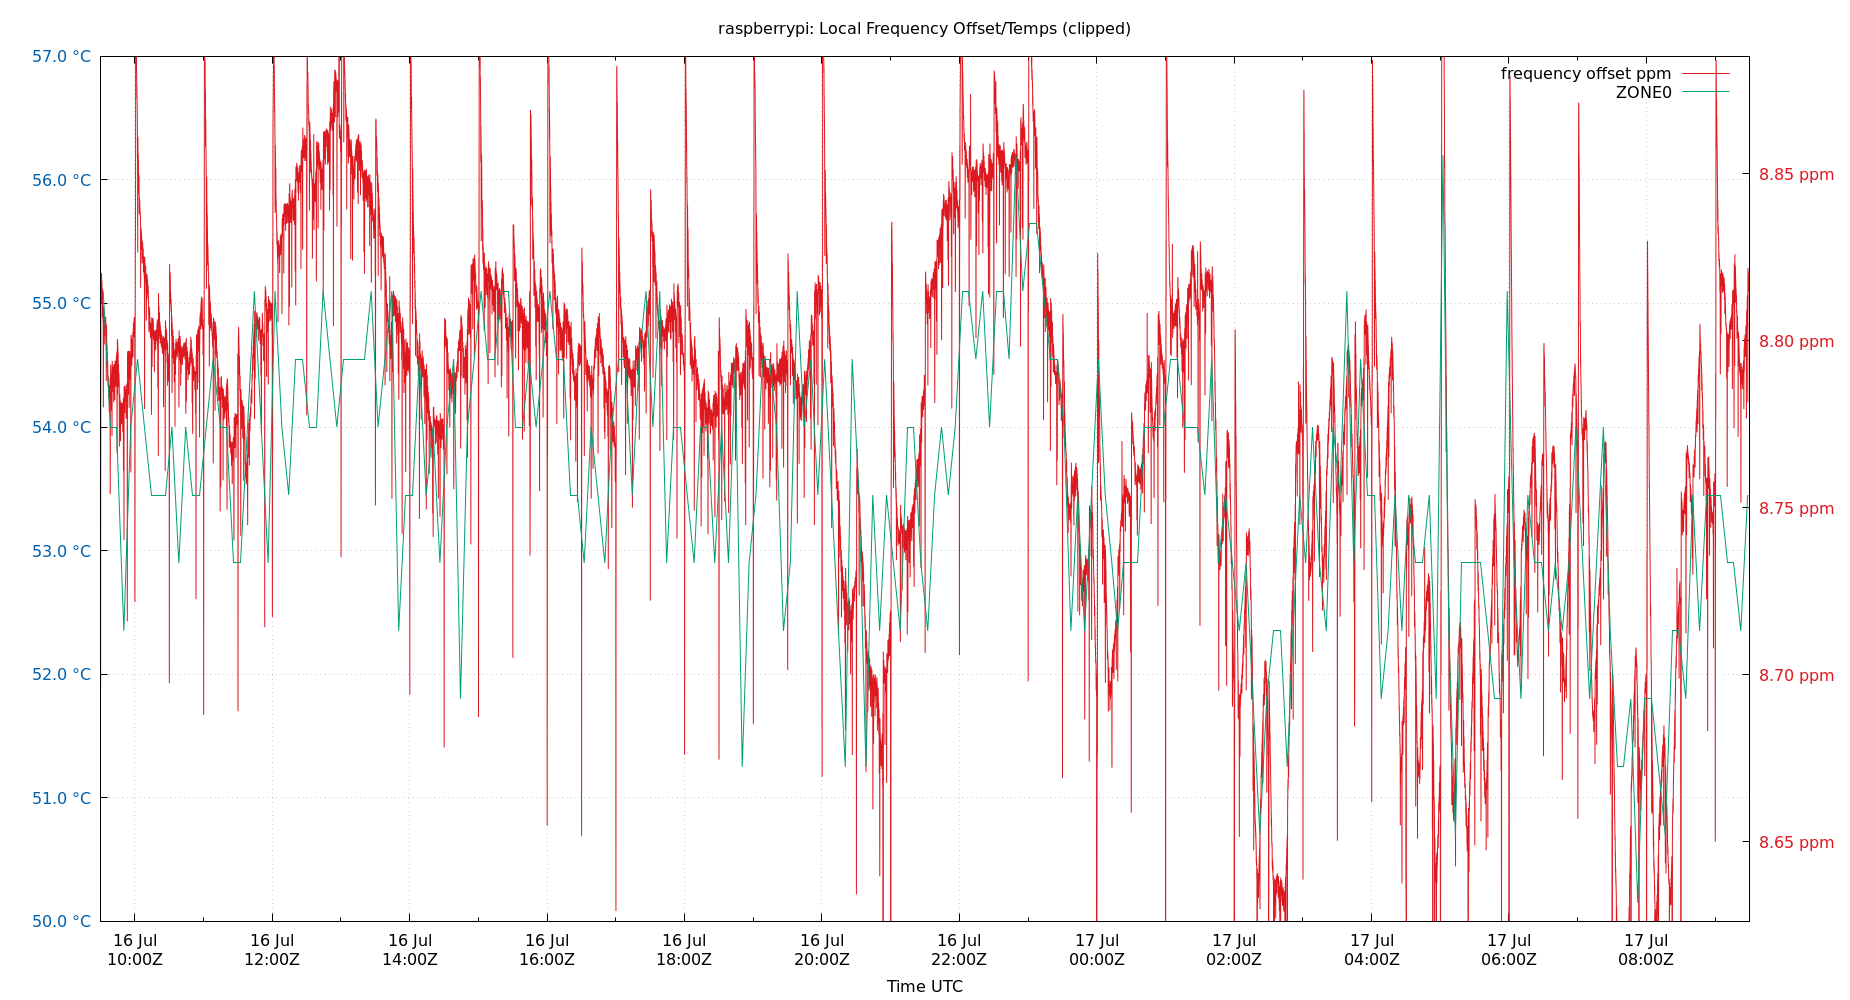 raspberrypi: Local Frequency Offset/Temps (clipped)
57.0 °C
56.0 °C
55.0 °C
54.0 °C
53.0 °C
52.0 °C
51.0 °C
50.0 °C
frequency offset ppm
ZONE0
8.85 ppm
8.80 ppm
8.75 ppm
8.70 ppm
8.65 ppm
16 Jul 16 Jul 16 Jul 16 Jul 16 Jul 16 Jul 16 Jul 17 Jul 17 Jul 17 Jul 17 Jul 17 Jul
10:00Z 12:00Z 14:00Z 16:00Z 18:00Z 20:00Z 22:00Z 00:00Z 02:00Z 04:00Z 06:00Z 08:00Z
Time UTC